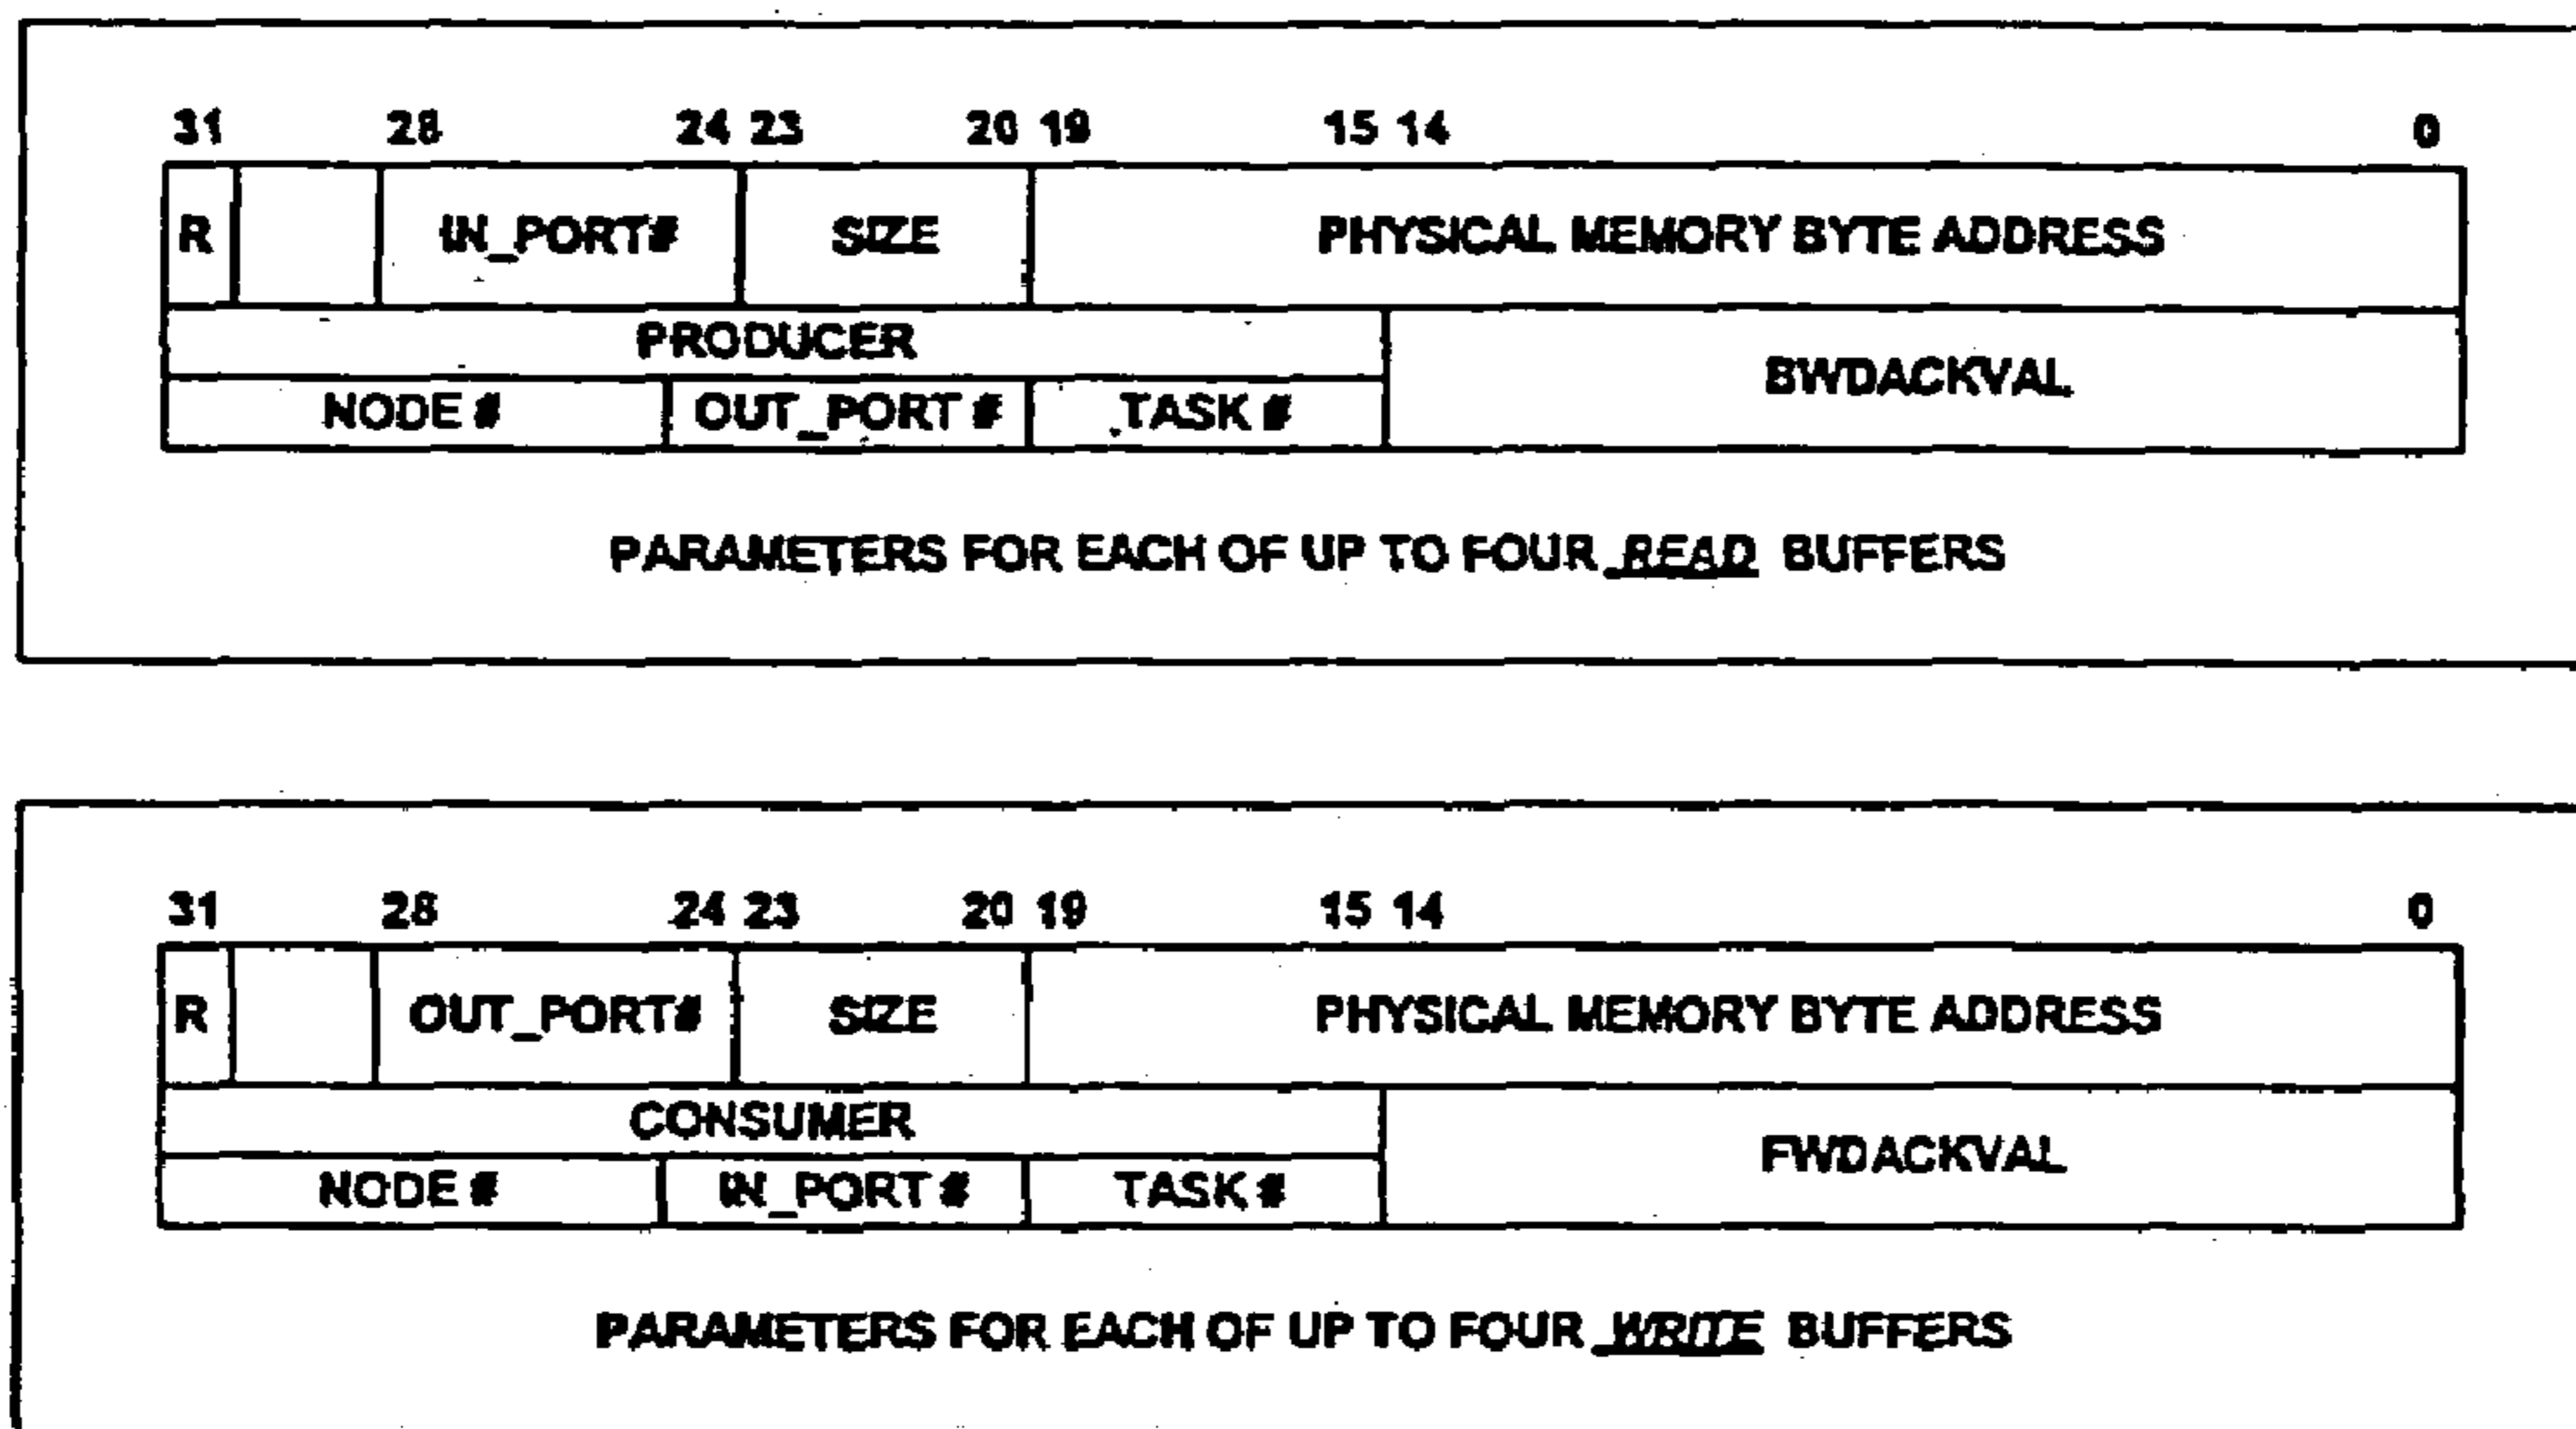 31 28 24 23 20 19 15 14 0
R IN_PORT# SIZE PHYSICAL MEMORY BYTE ADDRESS
PRODUCER
BWDACKVAL
NODE # OUT_PORT # TASK #
PARAMETERS FOR EACH OF UP TO FOUR READ BUFFERS
31 28 24 23 20 19 15 14 0
R OUT_PORT# SIZE PHYSICAL MEMORY BYTE ADDRESS
CONSUMER
FWDACKVAL
NODE # IN_PORT # TASK #
PARAMETERS FOR EACH OF UP TO FOUR WRITE BUFFERS